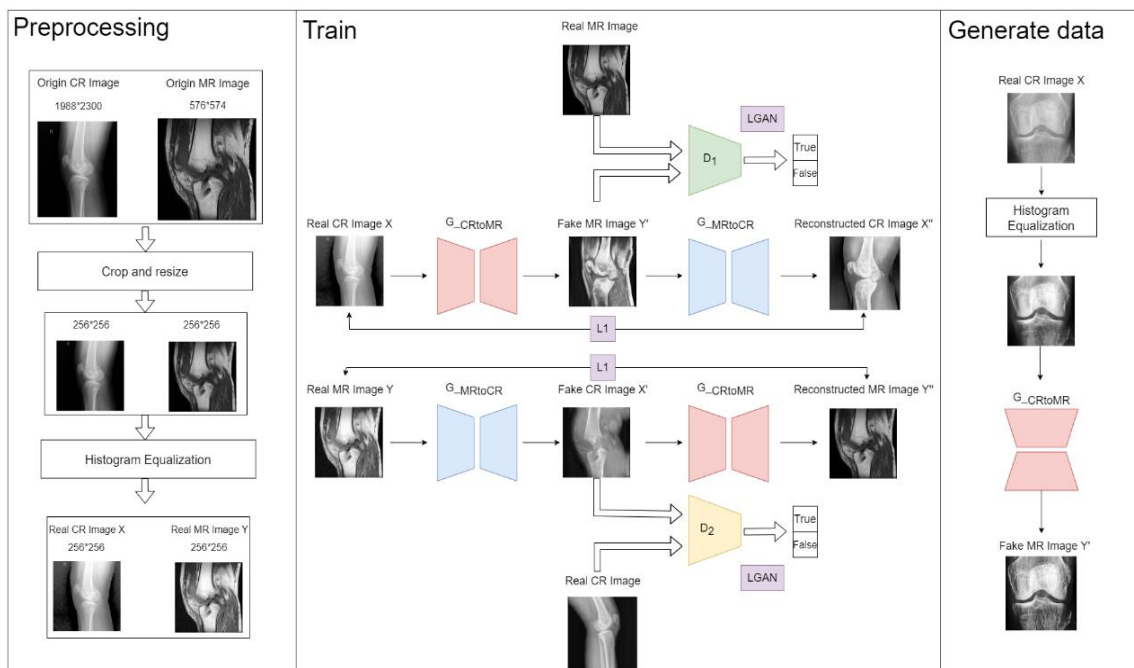 Preprocessing
Origin CR Image
Origin MR Image
1988*2300
576*574
Crop and resize
256*256
256*256
Histogram Equalization
Real CR Image X
Real MR Image Y
256*256
256*256
Train
Real MR Image
LGAN
D1
True
False
Real CR Image X
G_CRtoMR
Fake MR Image Y'
G_MRtoCR
Reconstructed CR Image X"
L1
L1
Real MR Image Y
G_MRtoCR
Fake CR Image X'
G_CRtoMR
Reconstructed MR Image Y"
D2
True
False
LGAN
Real CR Image
Generate data
Real CR Image X
Histogram
Equalization
G_CRtoMR
Fake MR Image Y'